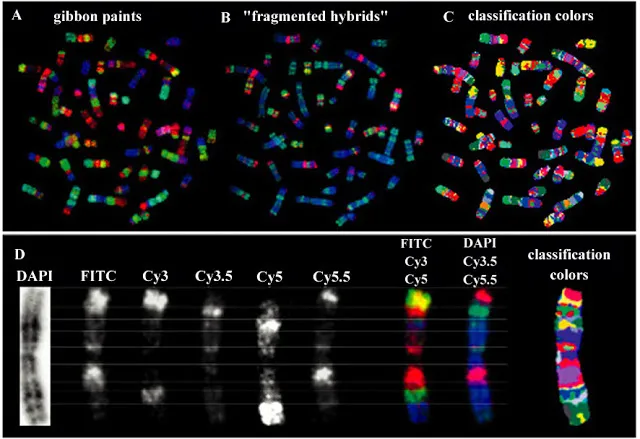 A gibbon paints
B "fragmented hybrids"
C classification colors
D
DAPI FITC Cy3 Cy3.5 Cy5 Cy5.5
FITC
Cy3
Cy5
DAPI
Cy3.5
Cy5.5
classification
colors